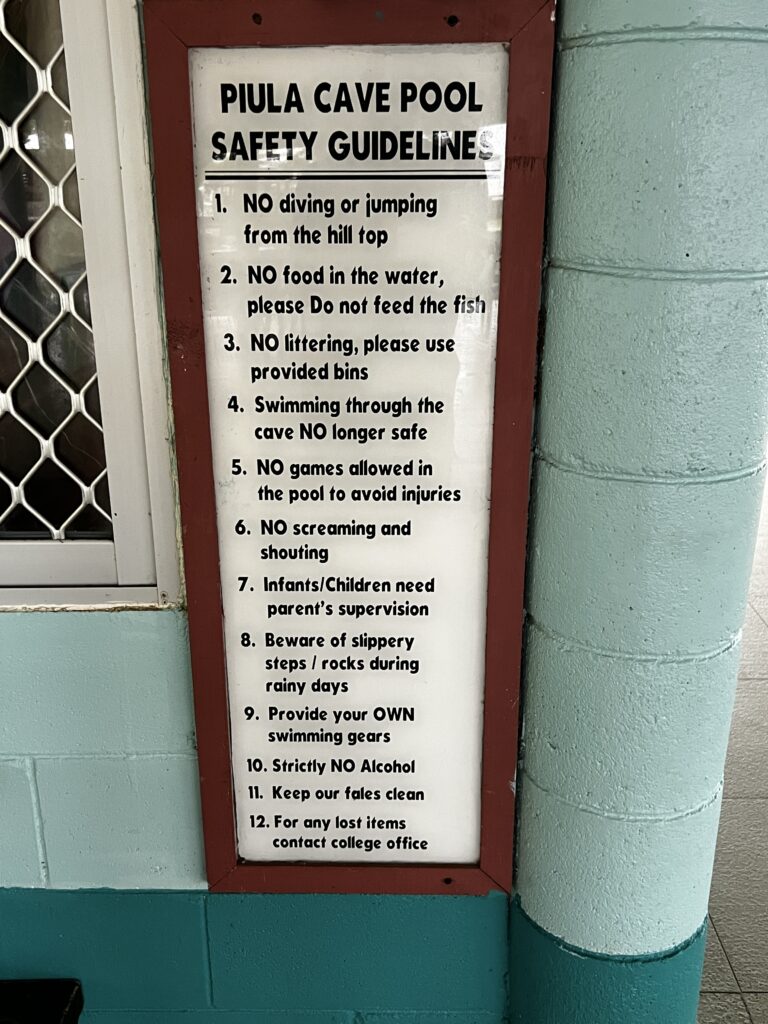 PIULA CAVE POOL
SAFETY GUIDELINES
1. NO diving or jumping
from the hill top
2. NO food in the water,
please Do not feed the fish
3. NO littering, please use
provided bins
4. Swimming through the
cave NO longer safe
5. NO games allowed in
the pool to avoid injuries
6. NO screaming and
shouting
7. Infants/Children need
parent's supervision
8. Beware of slippery
steps / rocks during
rainy days
9. Provide your OWN
swimming gears
10. Strictly NO Alcohol
11. Keep our fales clean
12. For any lost items
contact college office